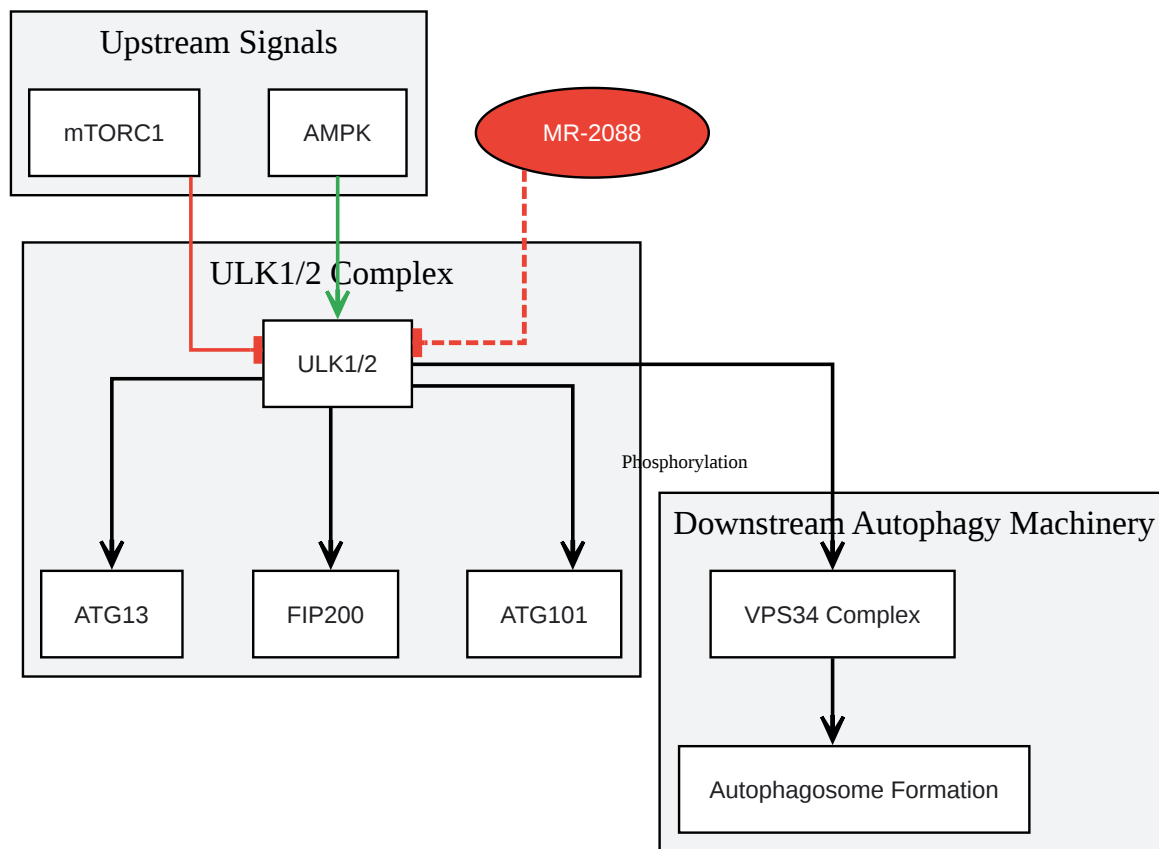 Upstream Signals
mTORC1
AMPK
MR-2088
ULK1/2 Complex
ULK1/2
Phosphorylation
Downstream Autophagy Machinery
ATG13
FIP200
ATG101
VPS34 Complex
Autophagosome Formation